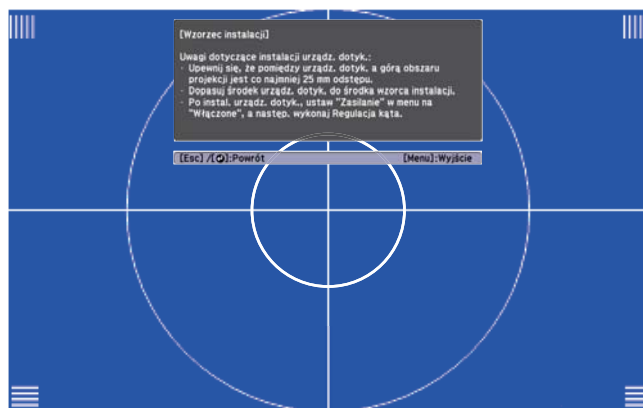 [Wzorzec instalacji]
Uwagi dotyczące instalacji urządz. dotyk.:
· Upewnij się, że pomiędzy urządz. dotyk. a górą obszaru
projekcji jest co najmniej 25 mm odstępu.
· Dopasuj środek urządz. dotyk. do środka wzorca instalacji.
· Po instal. urządz. dotyk., ustaw "Zasilanie" w menu na
"Włączone", a następ. wykonaj Regulacja kąta.
[Esc] /[⮌]:Powrót [Menu]:Wyjście